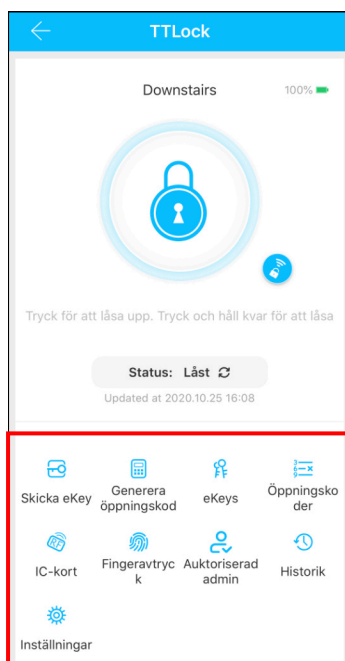 TTLock
Downstairs 100%
Tryck för att låsa upp. Tryck och håll kvar för att låsa
Status: Låst
Updated at 2020.10.25 16:08
Skicka eKey
Generera
öppningskod
eKeys
Öppningsko
der
RF
IC-kort
Fingeravtryc
k
Auktoriserad
admin
Historik
Inställningar